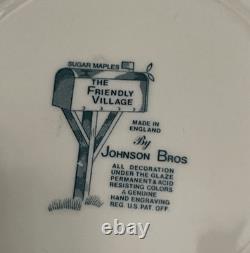 SUGAR MAPLES
THE
FRIENDLY
VILLAGE
MADE IN
ENGLAND
By
JOHNSON BROS
ALL DECORATION
UNDER THE GLAZE
PERMANENT & ACID
RESISTING COLORS
& GENUINE
HAND ENGRAVING
REG. U.S. PAT. OFF.